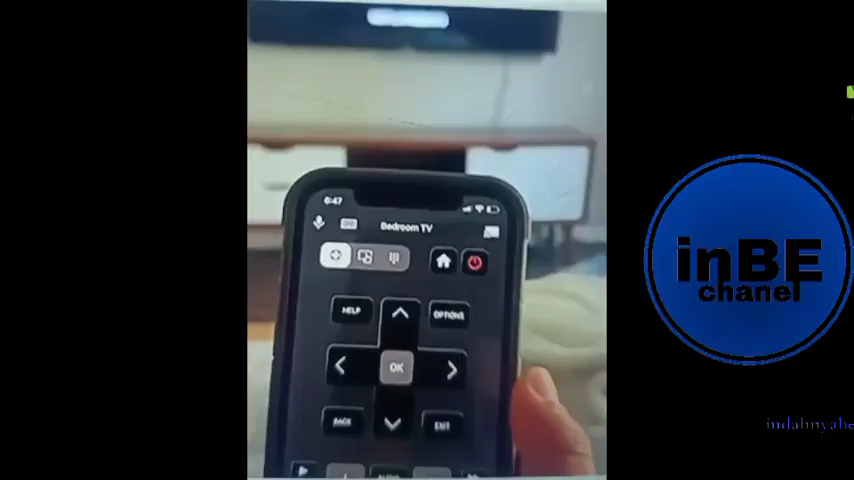 6:47
Bedroom TV
HELP
OPTIONS
OK
BACK
EXIT
inBE
chanel